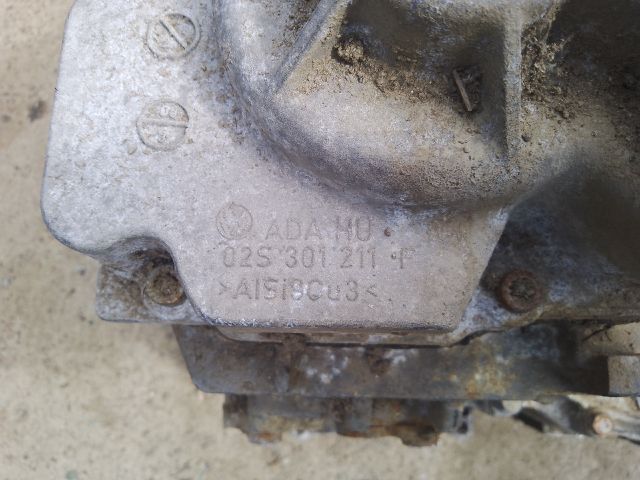 ADA HU
02S 301 211 F
>AlSi9Cu3<